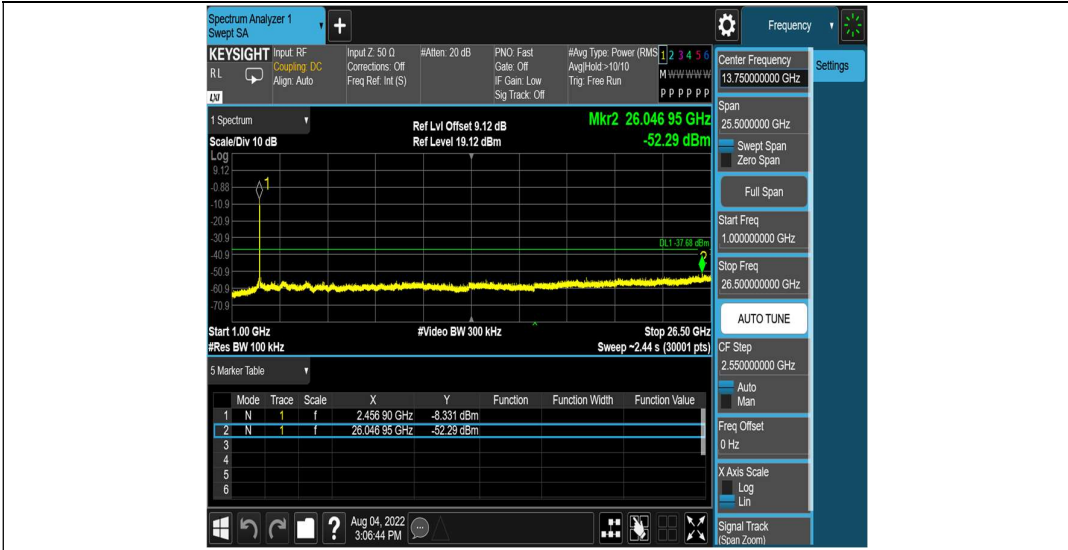 Spectrum Analyzer 1
Swept SA
Frequency
KEYSIGHT
RL
LXI
Input: RF
Coupling: DC
Align: Auto
Input Z: 50 Ω
Corrections: Off
Freq Ref: Int (S)
#Atten: 20 dB
PNO: Fast
Gate: Off
IF Gain: Low
Sig Track: Off
#Avg Type: Power (RMS
Avg|Hold:>10/10
Trig: Free Run
1 2 3 4 5 6
M W W W W W
P P P P P P
Center Frequency
13.750000000 GHz
Settings
Span
25.5000000 GHz
Swept Span
Zero Span
Full Span
Start Freq
1.000000000 GHz
Stop Freq
26.500000000 GHz
AUTO TUNE
CF Step
2.550000000 GHz
Auto
Man
Freq Offset
0 Hz
X Axis Scale
Log
Lin
Signal Track
(Span Zoom)
1 Spectrum
Scale/Div 10 dB
Ref Lvl Offset 9.12 dB
Ref Level 19.12 dBm
Mkr2 26.046 95 GHz
-52.29 dBm
Log
9.12
-0.88
-10.9
-20.9
-30.9
-40.9
-50.9
-60.9
-70.9
1
DL1 -37.68 dBm
2
Start 1.00 GHz
#Video BW 300 kHz
Stop 26.50 GHz
#Res BW 100 kHz
Sweep ~2.44 s (30001 pts)
5 Marker Table
Mode Trace Scale X Y Function Function Width Function Value
1 N 1 f 2.456 90 GHz -8.331 dBm
2 N 1 f 26.046 95 GHz -52.29 dBm
3
4
5
6
?
Aug 04, 2022
3:06:44 PM